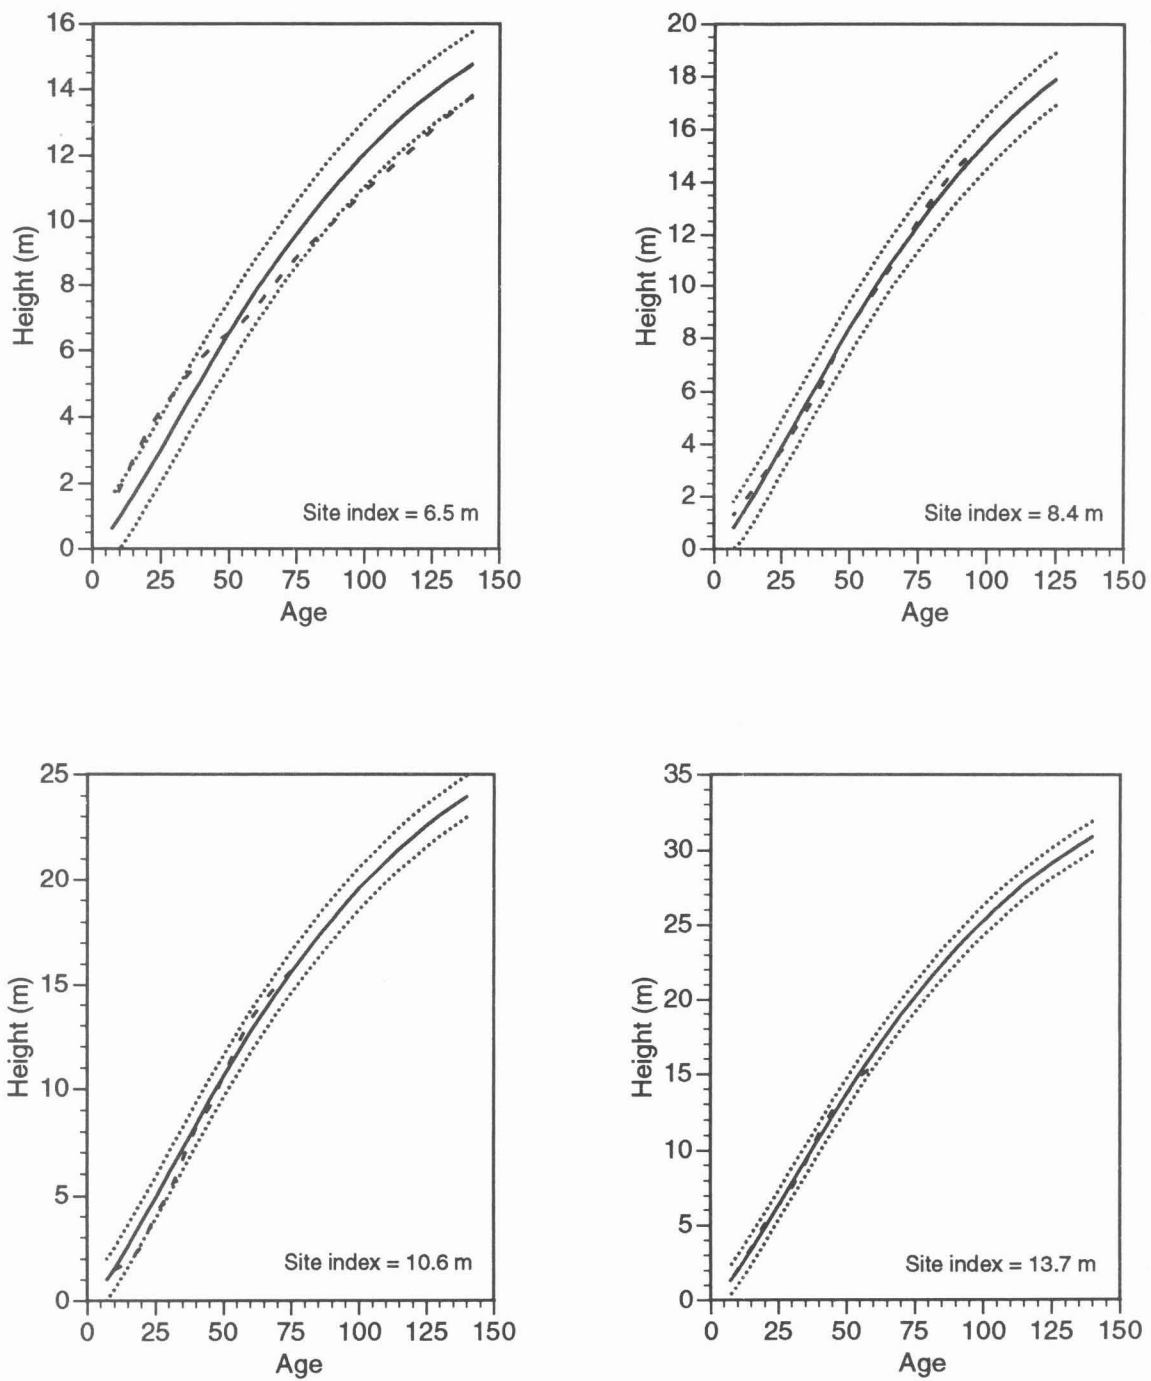 16
14
12
10
8
6
4
2
0
Height (m)
Site index = 6.5 m
0 25 50 75 100 125 150
Age
20
18
16
14
12
10
8
6
4
2
0
Height (m)
Site index = 8.4 m
0 25 50 75 100 125 150
Age
25
20
15
10
5
0
Height (m)
Site index = 10.6 m
0 25 50 75 100 125 150
Age
35
30
25
20
15
10
5
0
Height (m)
Site index = 13.7 m
0 25 50 75 100 125 150
Age